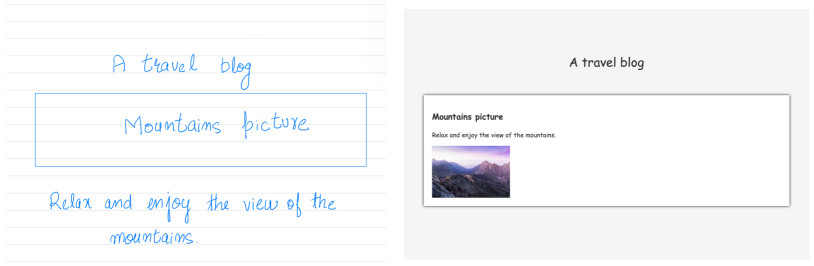 A travel blog
Mountains picture
Relax and enjoy the view of the
mountains.
A travel blog
Mountains picture
Relax and enjoy the view of the mountains.